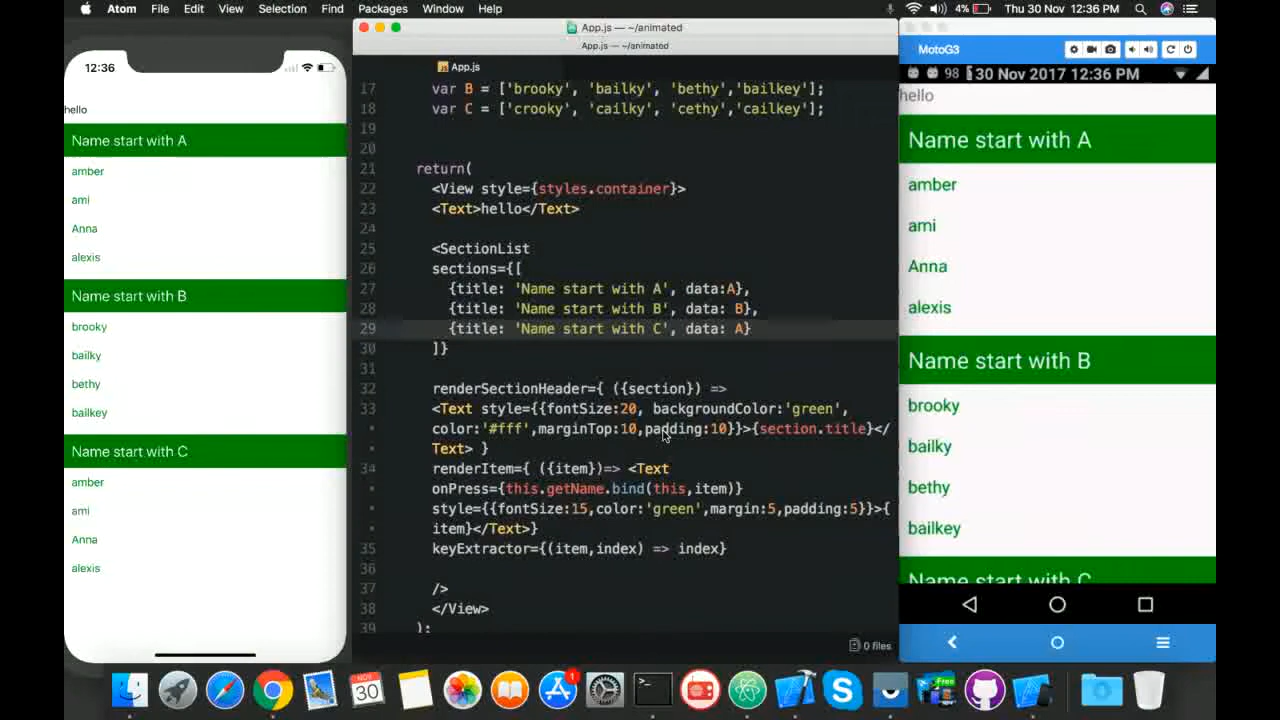 Atom File Edit View Selection Find Packages Window Help 4% Thu 30 Nov 12:36 PM
12:36
hello
Name start with A
amber
ami
Anna
alexis
Name start with B
brooky
bailky
bethy
bailkey
Name start with C
amber
ami
Anna
alexis
App.js — ~/animated
App.js — ~/animated
App.js
17 var B = ['brooky', 'bailky', 'bethy','bailkey'];
18 var C = ['crooky', 'cailky', 'cethy','cailkey'];
19
20
21 return(
22 <View style={styles.container}>
23 <Text>hello</Text>
24
25 <SectionList
26 sections={[
27 {title: 'Name start with A', data:A},
28 {title: 'Name start with B', data: B},
29 {title: 'Name start with C', data: A}
30 ]}
31
32 renderSectionHeader={ ({section}) =>
33 <Text style={{fontSize:20, backgroundColor:'green',
• color:'#fff',marginTop:10,padding:10}}>{section.title}</
• Text> }
34 renderItem={ ({item})=> <Text
• onPress={this.getName.bind(this,item)}
• style={{fontSize:15,color:'green',margin:5,padding:5}}>{
• item}</Text>}
35 keyExtractor={(item,index) => index}
36
37 />
38 </View>
39 );
0 files
MotoG3
98 30 Nov 2017 12:36 PM
hello
Name start with A
amber
ami
Anna
alexis
Name start with B
brooky
bailky
bethy
bailkey
Name start with C
NOV
30
1
>_
S
Free